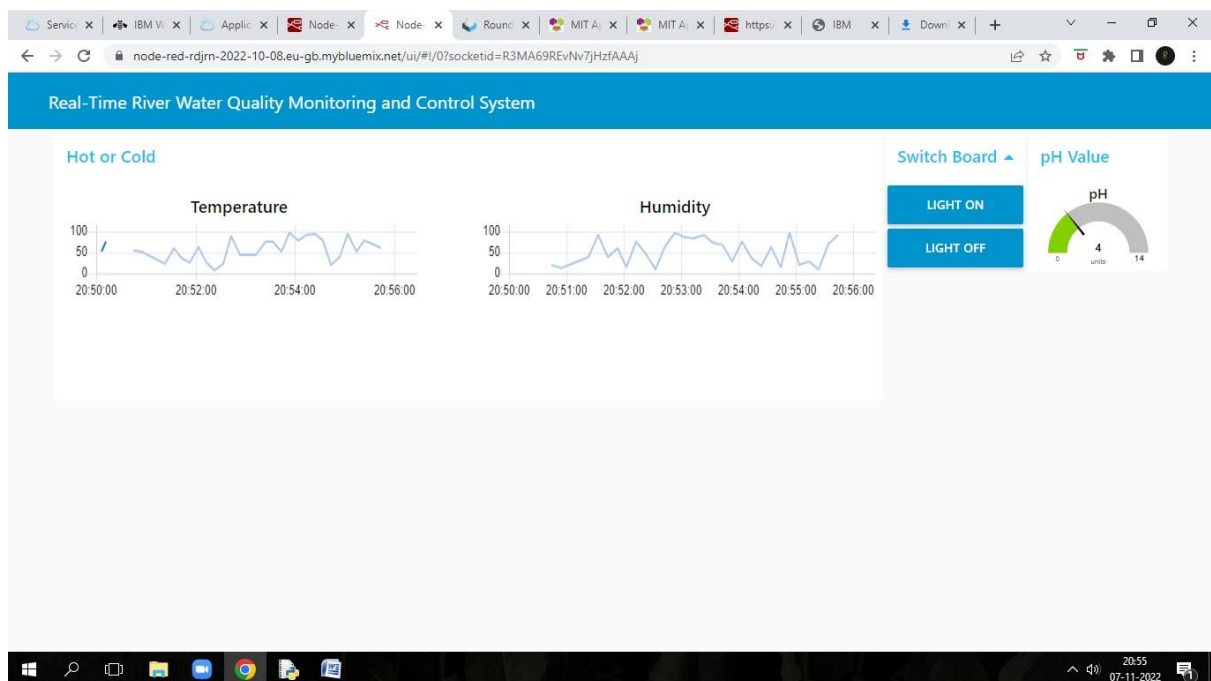 Servic IBM W Applic Node- Node- Round MIT A MIT A https:/ IBM Downl
node-red-rdjrn-2022-10-08.eu-gb.mybluemix.net/ui/#!/0?socketid=R3MA69REvNv7jHzfAAAj
Real-Time River Water Quality Monitoring and Control System
Hot or Cold
Temperature
100
50
0
20:50:00 20:52:00 20:54:00 20:56:00
Humidity
100
50
0
20:50:00 20:51:00 20:52:00 20:53:00 20:54:00 20:55:00 20:56:00
Switch Board
LIGHT ON
LIGHT OFF
pH Value
pH
4
0 units 14
20:55
07-11-2022